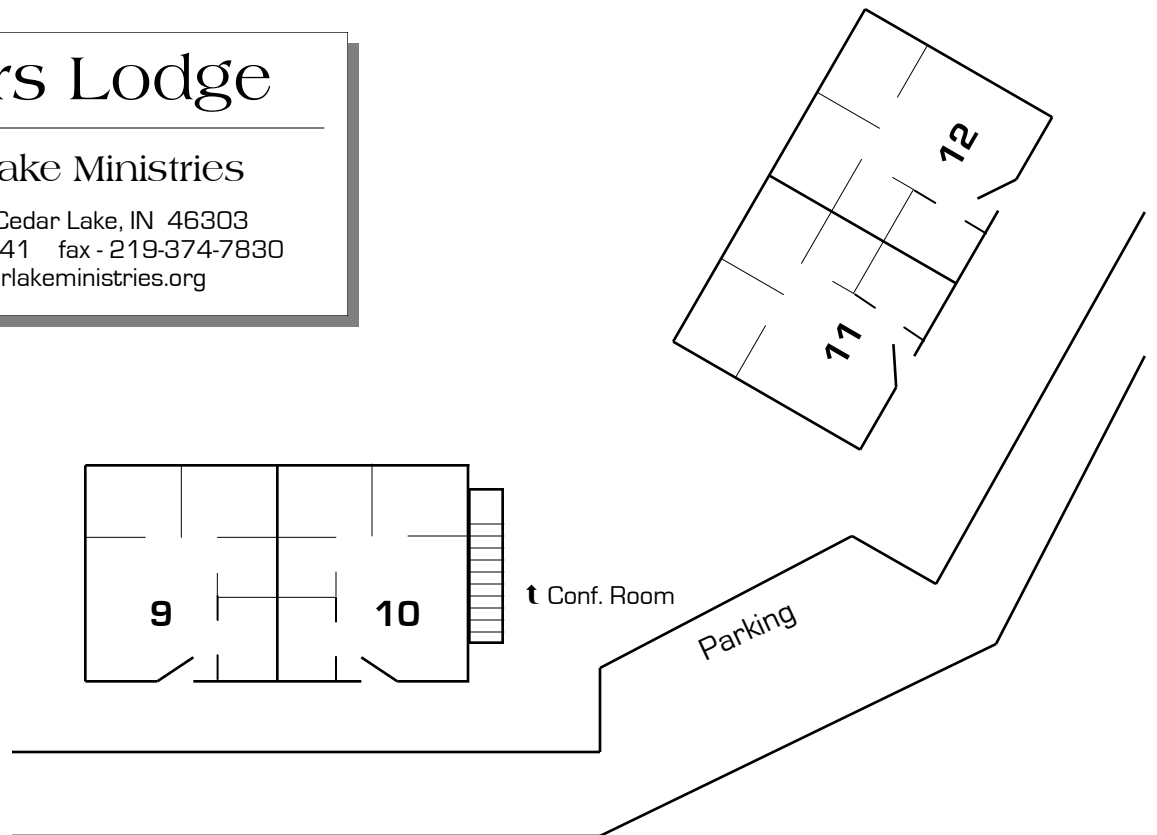 rs Lodge
ake Ministries
Cedar Lake, IN 46303
41 fax - 219-374-7830
rlakeministries.org
12
11
9
10
Conf. Room
Parking